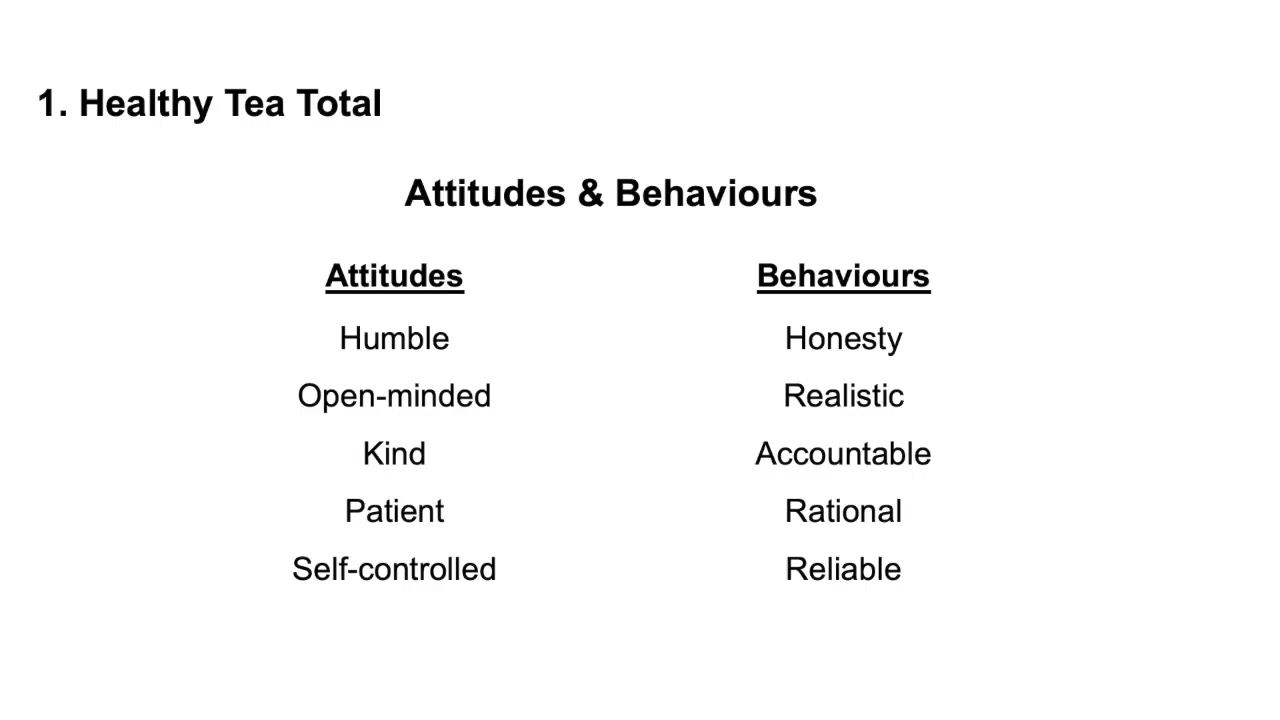 1. Healthy Tea Total
Attitudes & Behaviours
Attitudes Behaviours
Humble Honesty
Open-minded Realistic
Kind Accountable
Patient Rational
Self-controlled Reliable